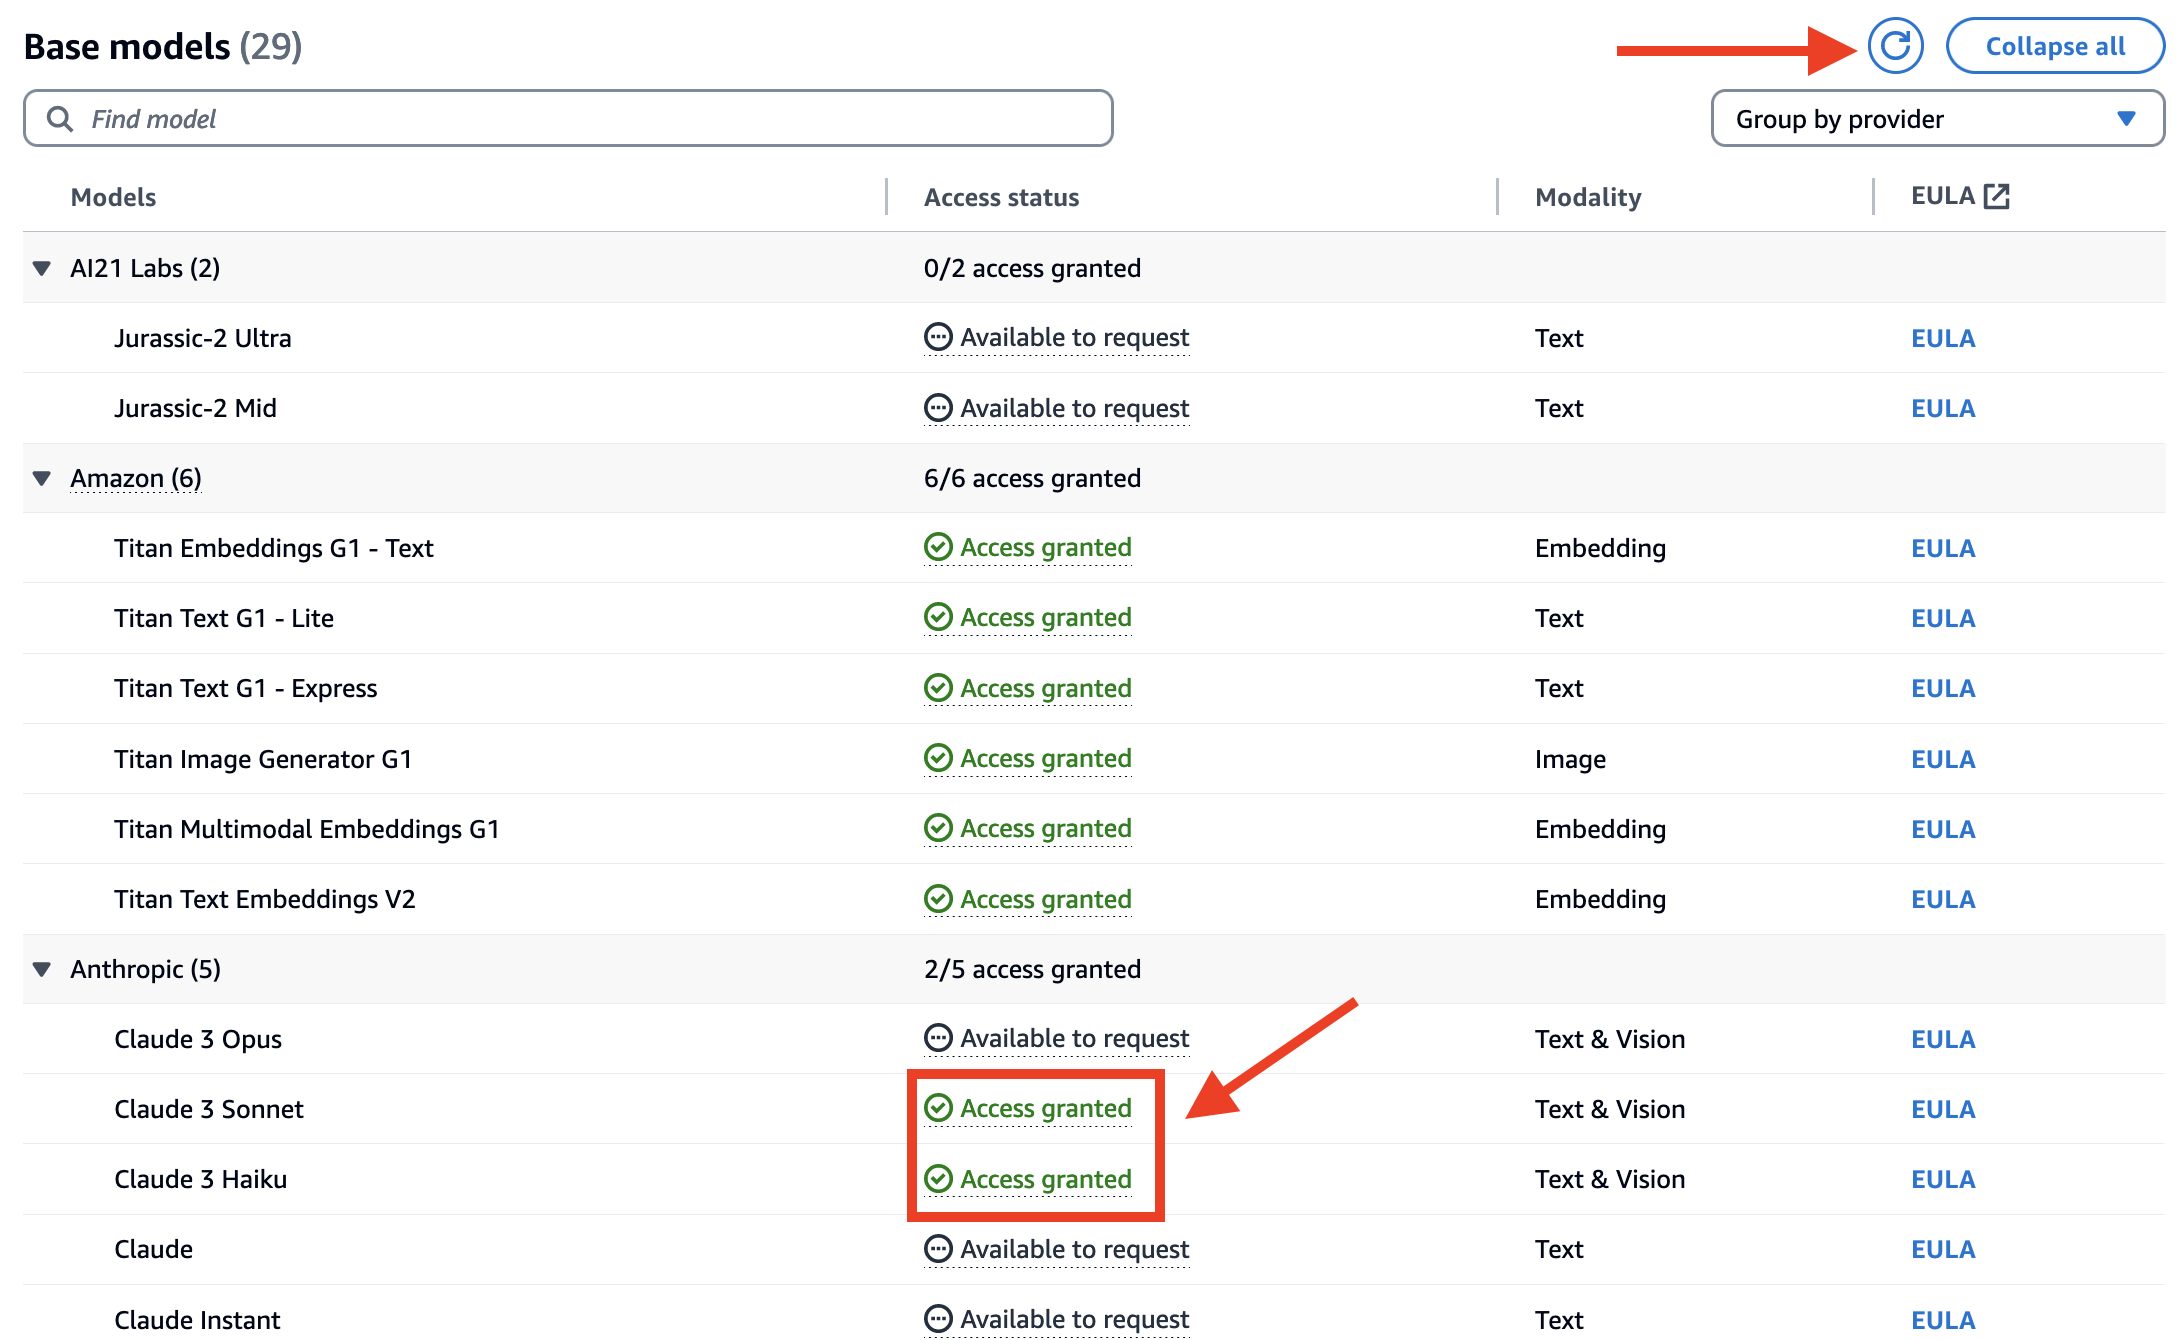 Base models (29)
Collapse all
Find model
Group by provider
Models Access status Modality EULA
AI21 Labs (2) 0/2 access granted
Jurassic-2 Ultra Available to request Text EULA
Jurassic-2 Mid Available to request Text EULA
Amazon (6) 6/6 access granted
Titan Embeddings G1 - Text Access granted Embedding EULA
Titan Text G1 - Lite Access granted Text EULA
Titan Text G1 - Express Access granted Text EULA
Titan Image Generator G1 Access granted Image EULA
Titan Multimodal Embeddings G1 Access granted Embedding EULA
Titan Text Embeddings V2 Access granted Embedding EULA
Anthropic (5) 2/5 access granted
Claude 3 Opus Available to request Text & Vision EULA
Claude 3 Sonnet Access granted Text & Vision EULA
Claude 3 Haiku Access granted Text & Vision EULA
Claude Available to request Text EULA
Claude Instant Available to request Text EULA